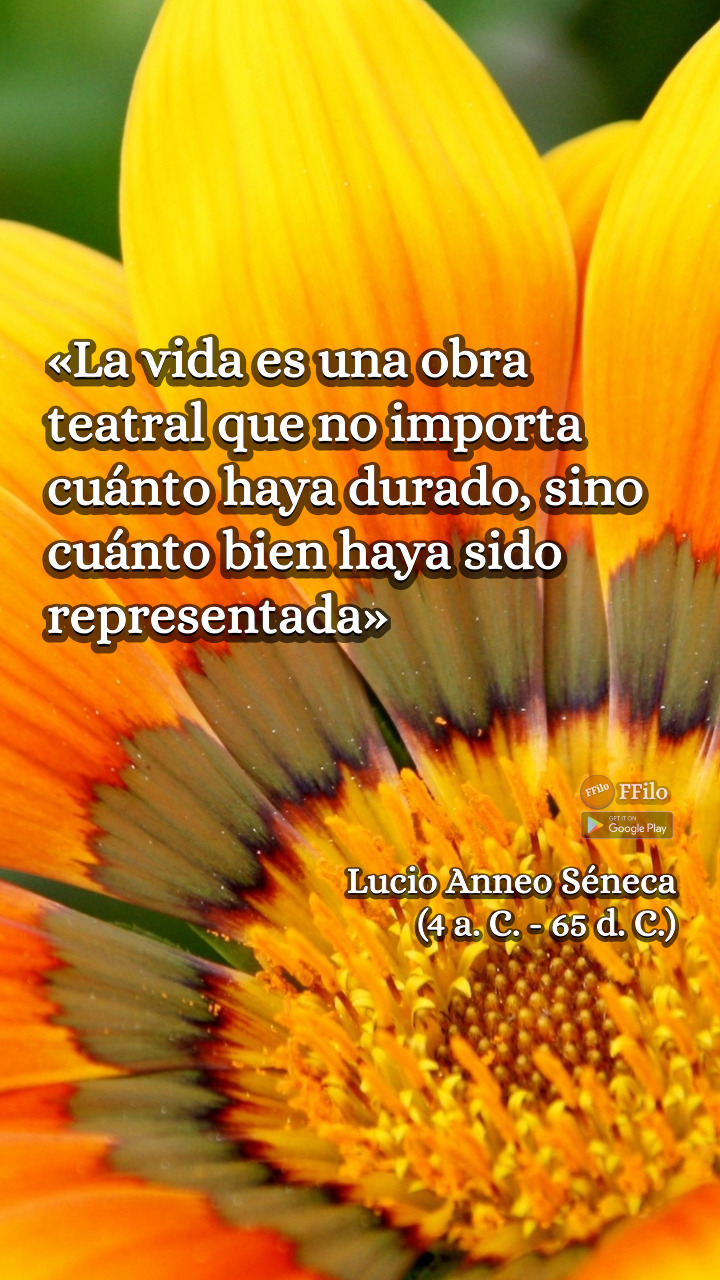 «La vida es una obra
teatral que no importa
cuánto haya durado, sino
cuánto bien haya sido
representada»
FFilo FFilo
GET IT ON
Google Play
Lucio Anneo Séneca
(4 a. C. - 65 d. C.)